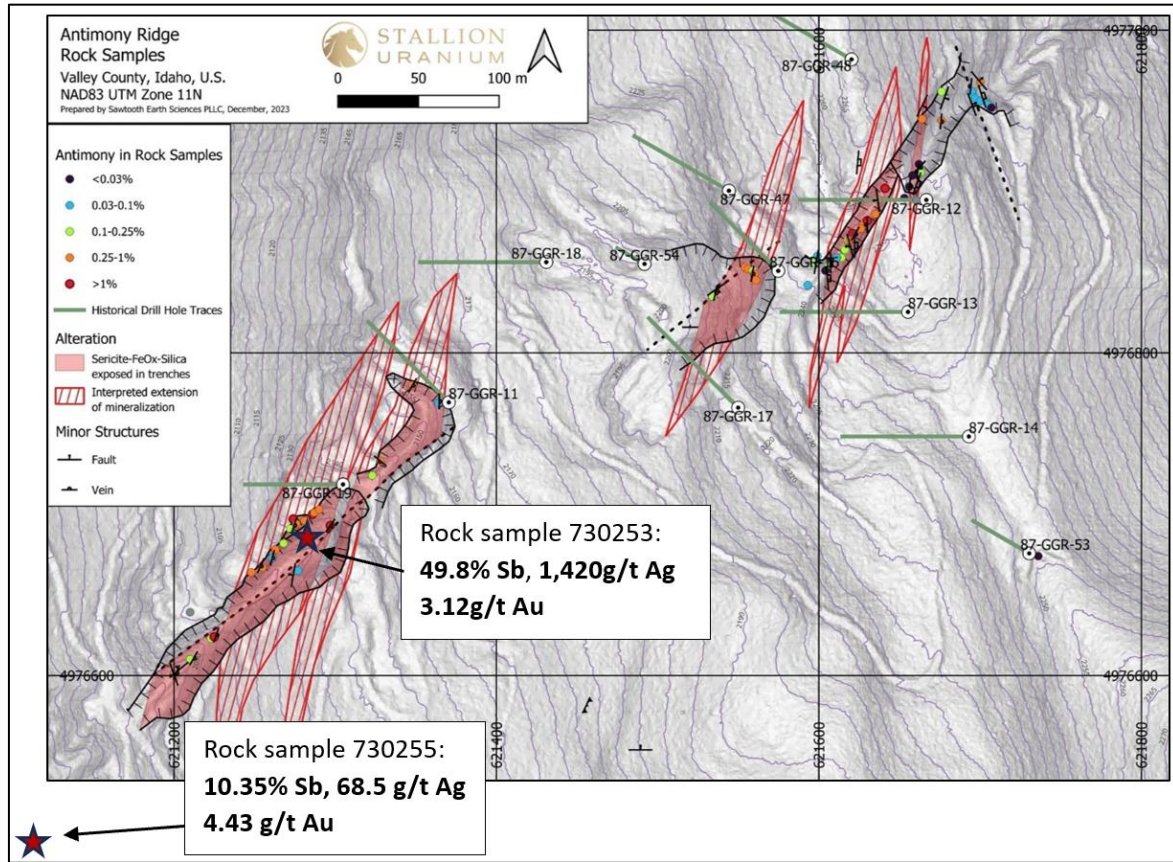 Antimony Ridge
Rock Samples
Valley County, Idaho, U.S.
NAD83 UTM Zone 11N
Prepared by Sawtooth Earth Sciences PLLC, December, 2023
STALLION
URANIUM
0 50 100 m
Antimony in Rock Samples
<0.03%
0.03-0.1%
0.1-0.25%
0.25-1%
>1%
Historical Drill Hole Traces
Alteration
Sericite-FeOx-Silica
exposed in trenches
Interpreted extension
of mineralization
Minor Structures
Fault
Vein
87-GGR-48
87-GGR-47
87-GGR-12
87-GGR-18
87-GGR-54
87-GGR-13
87-GGR-11
87-GGR-17
87-GGR-14
87-GGR-19
87-GGR-53
4977000
4976800
4976600
4976600
621200
621400
621600
621600
621800
621800
Rock sample 730253:
49.8% Sb, 1,420g/t Ag
3.12g/t Au
Rock sample 730255:
10.35% Sb, 68.5 g/t Ag
4.43 g/t Au